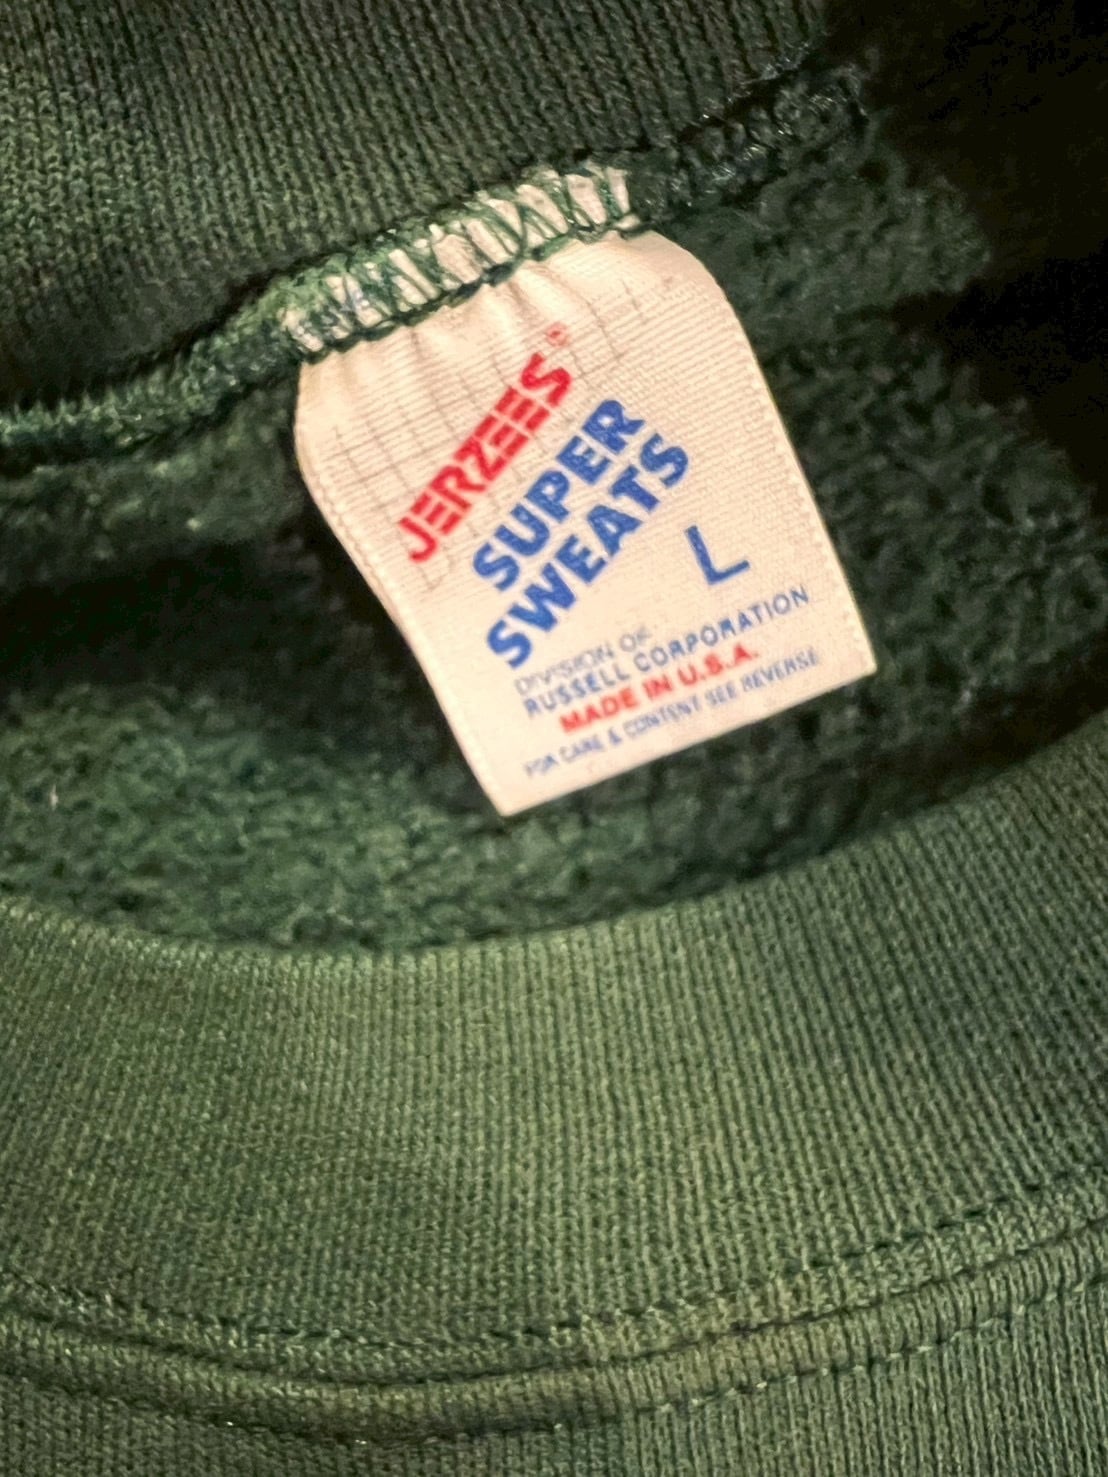 JERZEES®
SUPER
SWEATS
L
DIVISION OF
RUSSELL CORPORATION
MADE IN U.S.A.
FOR CARE & CONTENT SEE REVERSE